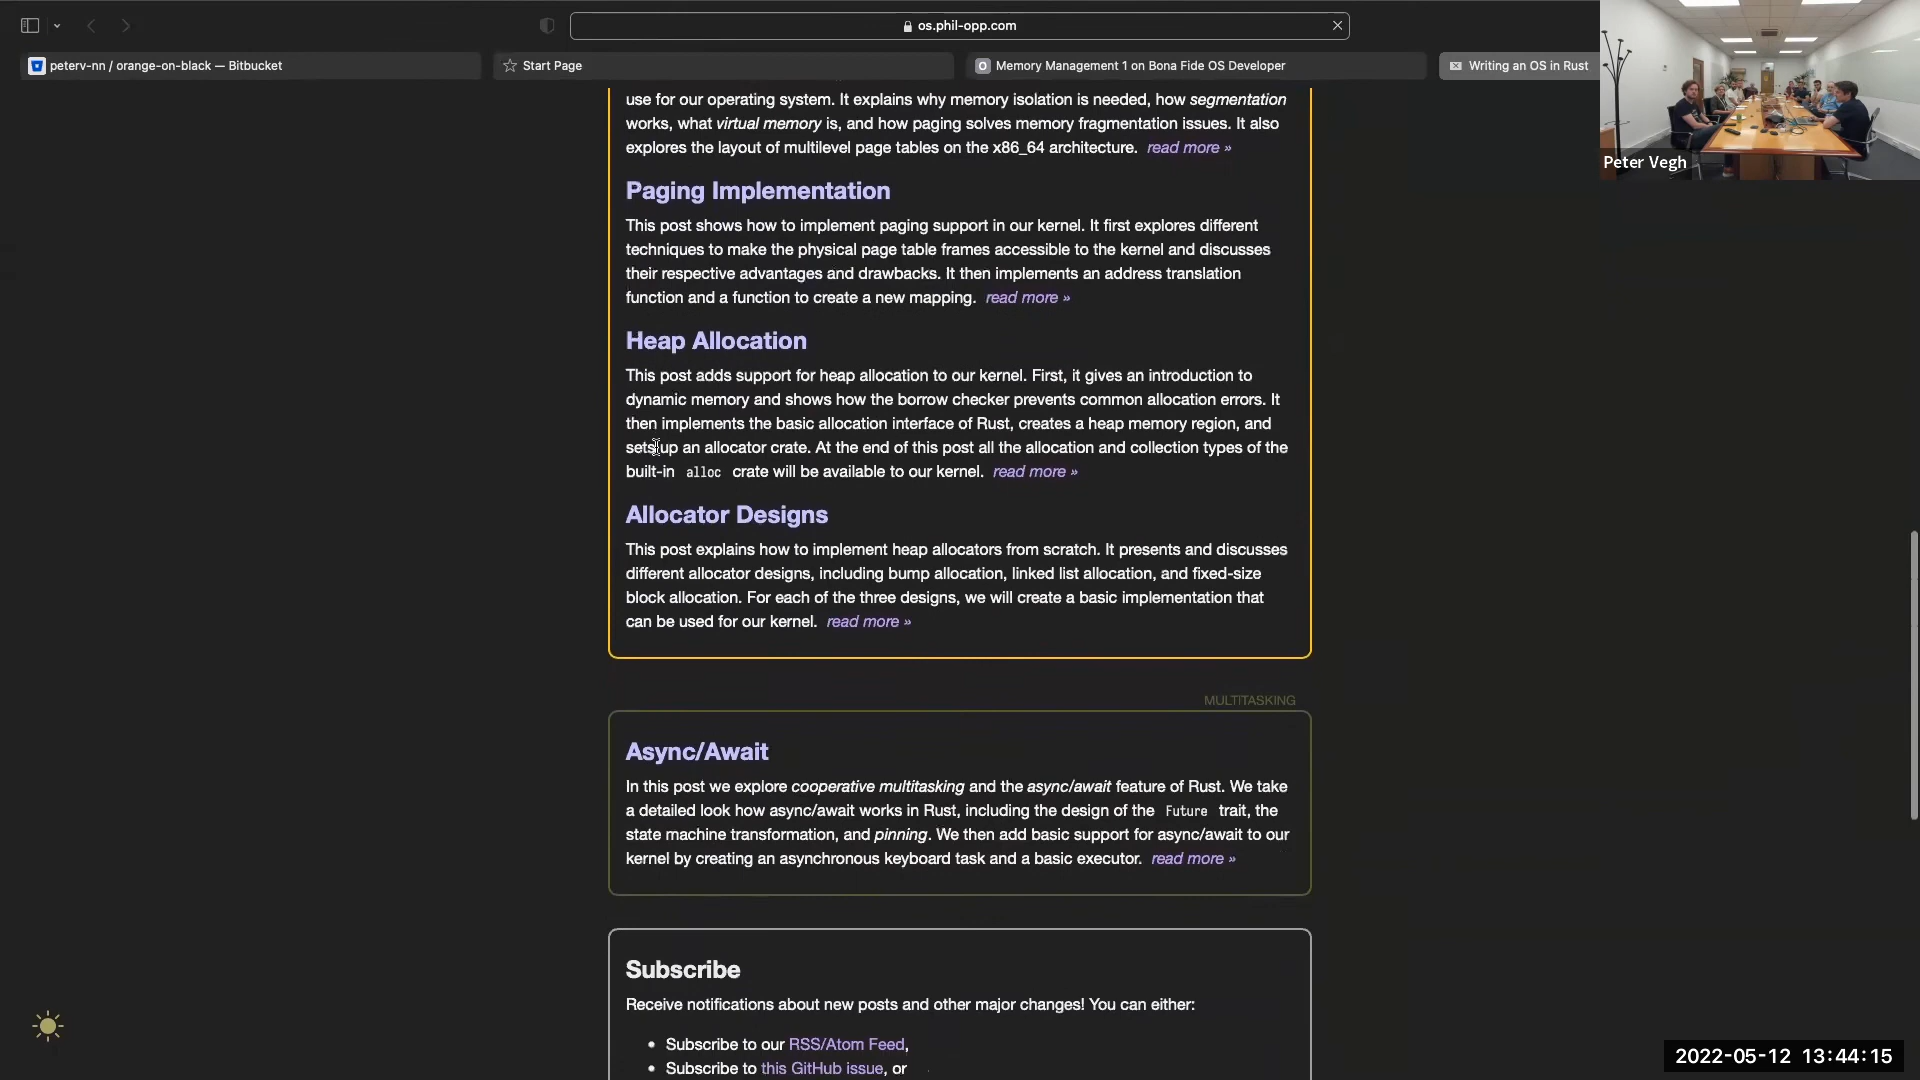 os.phil-opp.com
peterv-nn / orange-on-black — Bitbucket
Start Page
Memory Management 1 on Bona Fide OS Developer
Writing an OS in Rust
Peter Vegh
use for our operating system. It explains why memory isolation is needed, how segmentation
works, what virtual memory is, and how paging solves memory fragmentation issues. It also
explores the layout of multilevel page tables on the x86_64 architecture. read more »
Paging Implementation
This post shows how to implement paging support in our kernel. It first explores different
techniques to make the physical page table frames accessible to the kernel and discusses
their respective advantages and drawbacks. It then implements an address translation
function and a function to create a new mapping. read more »
Heap Allocation
This post adds support for heap allocation to our kernel. First, it gives an introduction to
dynamic memory and shows how the borrow checker prevents common allocation errors. It
then implements the basic allocation interface of Rust, creates a heap memory region, and
sets up an allocator crate. At the end of this post all the allocation and collection types of the
built-in alloc crate will be available to our kernel. read more »
Allocator Designs
This post explains how to implement heap allocators from scratch. It presents and discusses
different allocator designs, including bump allocation, linked list allocation, and fixed-size
block allocation. For each of the three designs, we will create a basic implementation that
can be used for our kernel. read more »
MULTITASKING
Async/Await
In this post we explore cooperative multitasking and the async/await feature of Rust. We take
a detailed look how async/await works in Rust, including the design of the Future trait, the
state machine transformation, and pinning. We then add basic support for async/await to our
kernel by creating an asynchronous keyboard task and a basic executor. read more »
Subscribe
Receive notifications about new posts and other major changes! You can either:
• Subscribe to our RSS/Atom Feed,
• Subscribe to this GitHub issue, or
2022-05-12 13:44:15